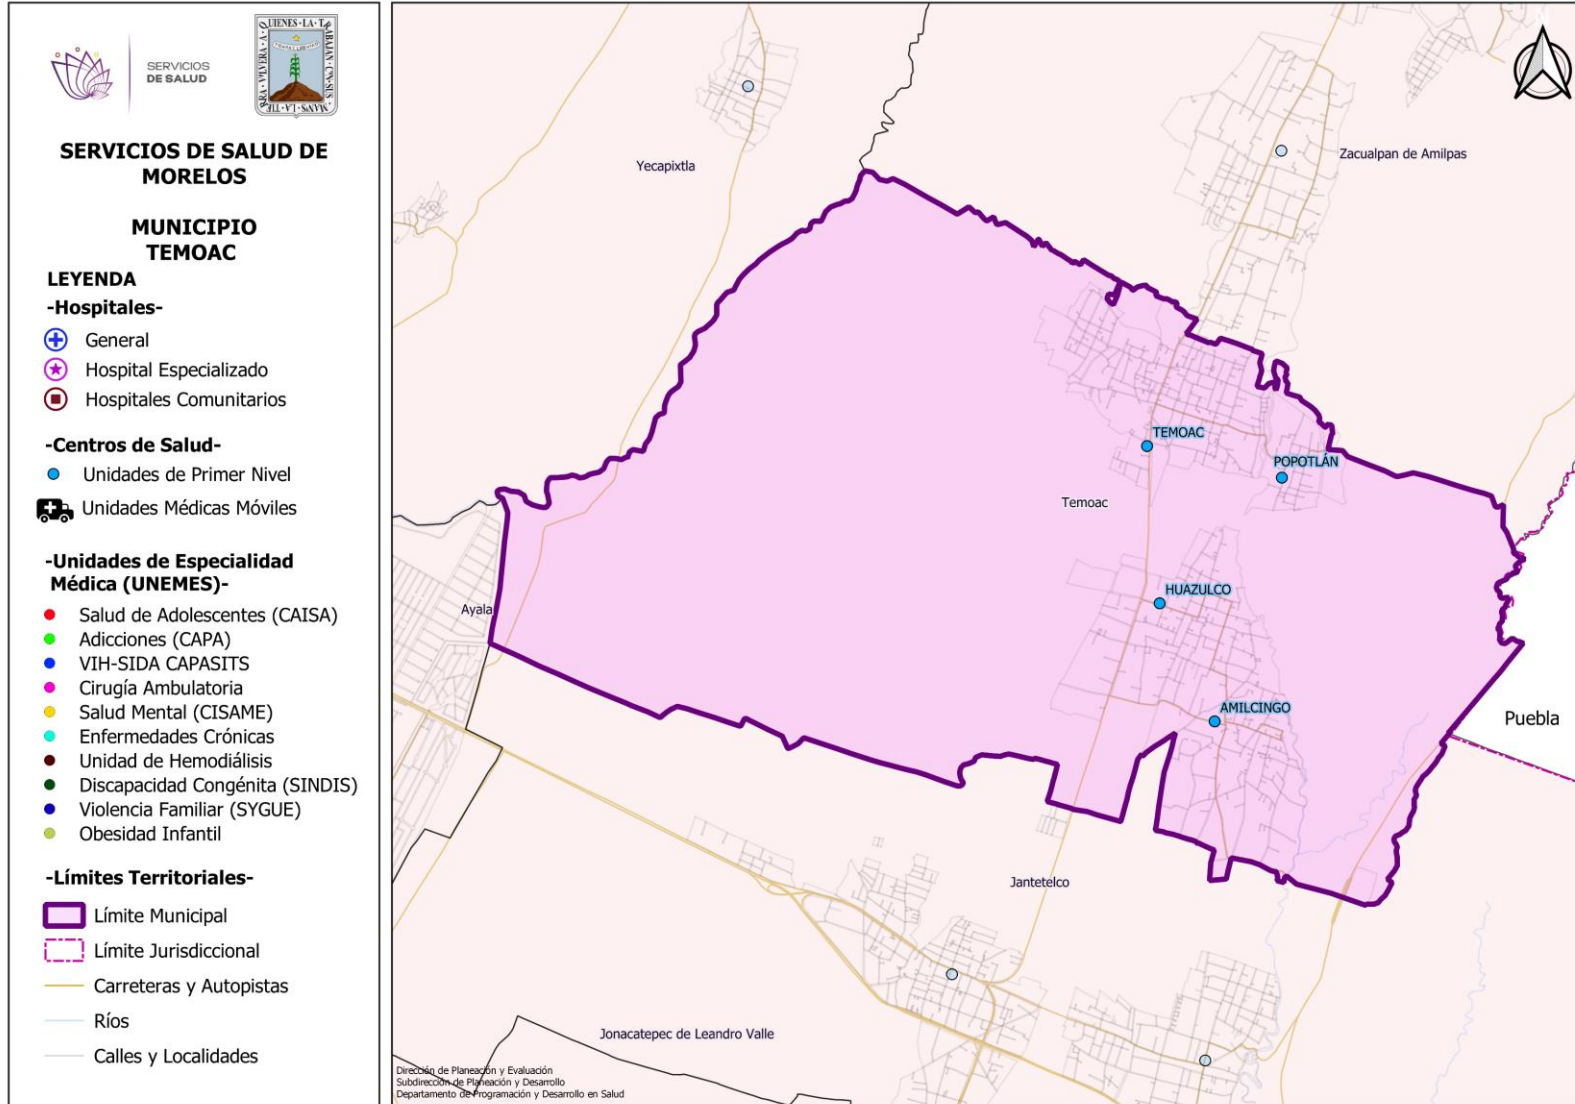 SERVICIOS
DE SALUD
SERVICIOS DE SALUD DE
MORELOS
MUNICIPIO
TEMOAC
LEYENDA
-Hospitales-
General
Hospital Especializado
Hospitales Comunitarios
-Centros de Salud-
Unidades de Primer Nivel
Unidades Médicas Móviles
-Unidades de Especialidad
Médica (UNEMES)-
Salud de Adolescentes (CAISA)
Adicciones (CAPA)
VIH-SIDA CAPASITS
Cirugía Ambulatoria
Salud Mental (CISAME)
Enfermedades Crónicas
Unidad de Hemodiálisis
Discapacidad Congénita (SINDIS)
Violencia Familiar (SYGUE)
Obesidad Infantil
-Límites Territoriales-
Límite Municipal
Límite Jurisdiccional
Carreteras y Autopistas
Ríos
Calles y Localidades
Yecapixtla
Zacualpan de Amilpas
TEMOAC
POPOTLÁN
Temoac
HUAZULCO
Ayala
AMILCINGO
Puebla
Jantetelco
Jonacatepec de Leandro Valle
Dirección de Planeación y Evaluación
Subdirección de Planeación y Desarrollo
Departamento de Programación y Desarrollo en Salud